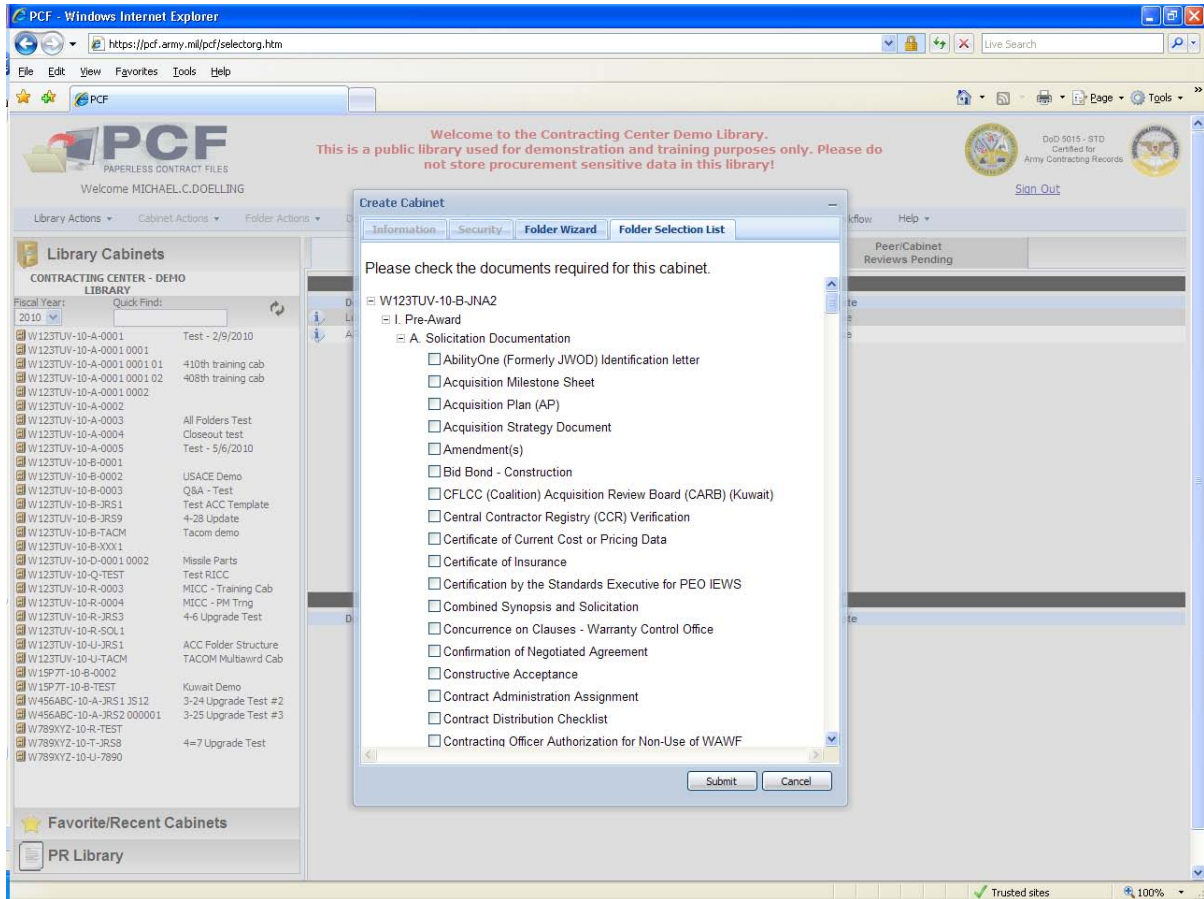 PCF - Windows Internet Explorer
https://pcf.army.mil/pcf/selectorg.htm
Live Search
File Edit View Favorites Tools Help
PCF
Page Tools
PCF
PAPERLESS CONTRACT FILES
Welcome MICHAEL.C.DOELLING
Welcome to the Contracting Center Demo Library.
This is a public library used for demonstration and training purposes only. Please do
not store procurement sensitive data in this library!
DoD 5015 - STD
Certified for
Army Contracting Records
Sign Out
Library Actions Cabinet Actions Folder Actions Help
Library Cabinets
CONTRACTING CENTER - DEMO
LIBRARY
Fiscal Year: Quick Find:
2010
W123TUV-10-A-0001 Test - 2/9/2010
W123TUV-10-A-0001 0001
W123TUV-10-A-0001 0001 01 410th training cab
W123TUV-10-A-0001 0001 02 408th training cab
W123TUV-10-A-0001 0002
W123TUV-10-A-0002
W123TUV-10-A-0003 All Folders Test
W123TUV-10-A-0004 Closeout test
W123TUV-10-A-0005 Test - 5/6/2010
W123TUV-10-B-0001
W123TUV-10-B-0002 USACE Demo
W123TUV-10-B-0003 Q&A - Test
W123TUV-10-B-JRS1 Test ACC Template
W123TUV-10-B-JRS9 4-28 Update
W123TUV-10-B-TACM Tacom demo
W123TUV-10-B-XXX1
W123TUV-10-D-0001 0002 Missile Parts
W123TUV-10-Q-TEST Test RICC
W123TUV-10-R-0003 MICC - Training Cab
W123TUV-10-R-0004 MICC - PM Trng
W123TUV-10-R-JRS3 4-6 Upgrade Test
W123TUV-10-R-SOL1
W123TUV-10-U-JRS1 ACC Folder Structure
W123TUV-10-U-TACM TACOM Multiawrd Cab
W15P7T-10-B-0002
W15P7T-10-B-TEST Kuwait Demo
W456ABC-10-A-JRS1 JS12 3-24 Upgrade Test #2
W456ABC-10-A-JRS2 000001 3-25 Upgrade Test #3
W789XYZ-10-R-TEST
W789XYZ-10-T-JRS8 4=7 Upgrade Test
W789XYZ-10-U-7890
Favorite/Recent Cabinets
PR Library
Peer/Cabinet
Reviews Pending
Create Cabinet
Information Security Folder Wizard Folder Selection List
Please check the documents required for this cabinet.
W123TUV-10-B-JNA2
I. Pre-Award
A. Solicitation Documentation
AbilityOne (Formerly JWOD) Identification letter
Acquisition Milestone Sheet
Acquisition Plan (AP)
Acquisition Strategy Document
Amendment(s)
Bid Bond - Construction
CFLCC (Coalition) Acquisition Review Board (CARB) (Kuwait)
Central Contractor Registry (CCR) Verification
Certificate of Current Cost or Pricing Data
Certificate of Insurance
Certification by the Standards Executive for PEO IEWS
Combined Synopsis and Solicitation
Concurrence on Clauses - Warranty Control Office
Confirmation of Negotiated Agreement
Constructive Acceptance
Contract Administration Assignment
Contract Distribution Checklist
Contracting Officer Authorization for Non-Use of WAWF
Submit Cancel
Trusted sites 100%